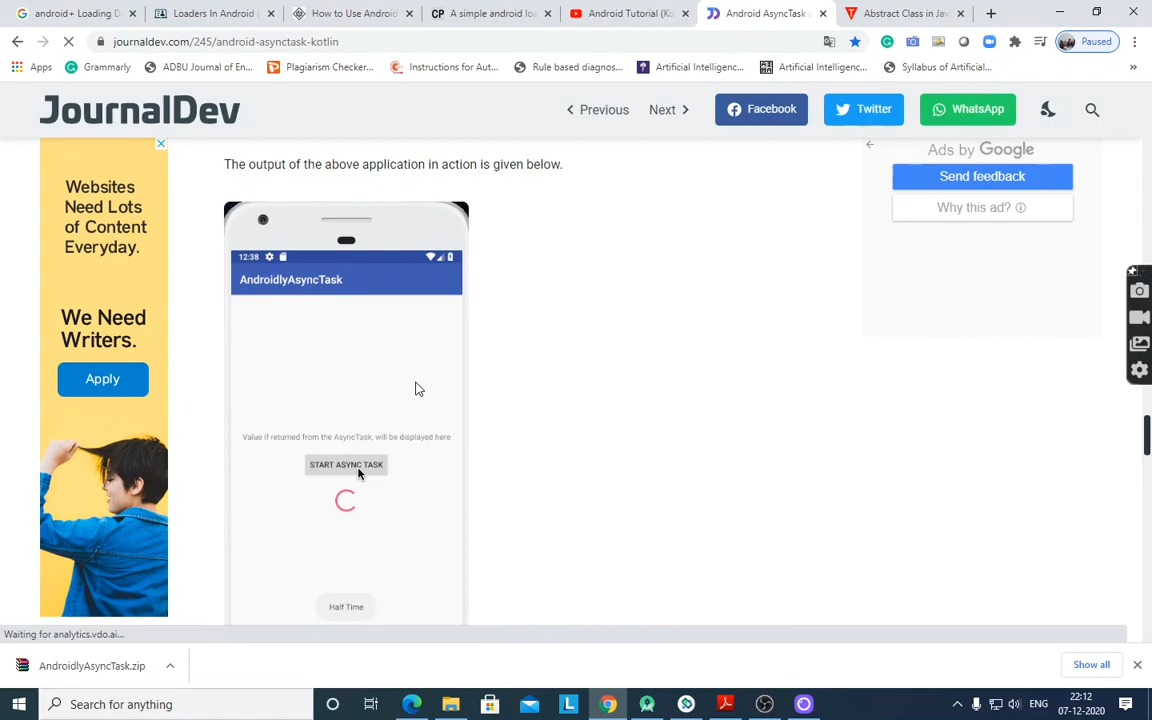 android+ Loading D
Loaders In Android (
How to Use Android
A simple android loa
Android Tutorial (Ko
Android AsyncTask u
Abstract Class in Jav
journaldev.com/245/android-asynctask-kotlin
Paused
Apps
Grammarly
ADBU Journal of En...
Plagiarism Checker...
Instructions for Aut...
Rule based diagnos...
Artificial Intelligenc...
Artificial Intelligenc...
Syllabus of Artificial...
JournalDev
Previous
Next
Facebook
Twitter
WhatsApp
Websites
Need Lots
of Content
Everyday.
We Need
Writers.
Apply
The output of the above application in action is given below.
12:38
AndroidlyAsyncTask
Value if returned from the AsyncTask, will be displayed here
START ASYNC TASK
Half Time
Ads by Google
Send feedback
Why this ad?
Waiting for analytics.vdo.ai...
AndroidlyAsyncTask.zip
Show all
Search for anything
ENG
22:12
07-12-2020